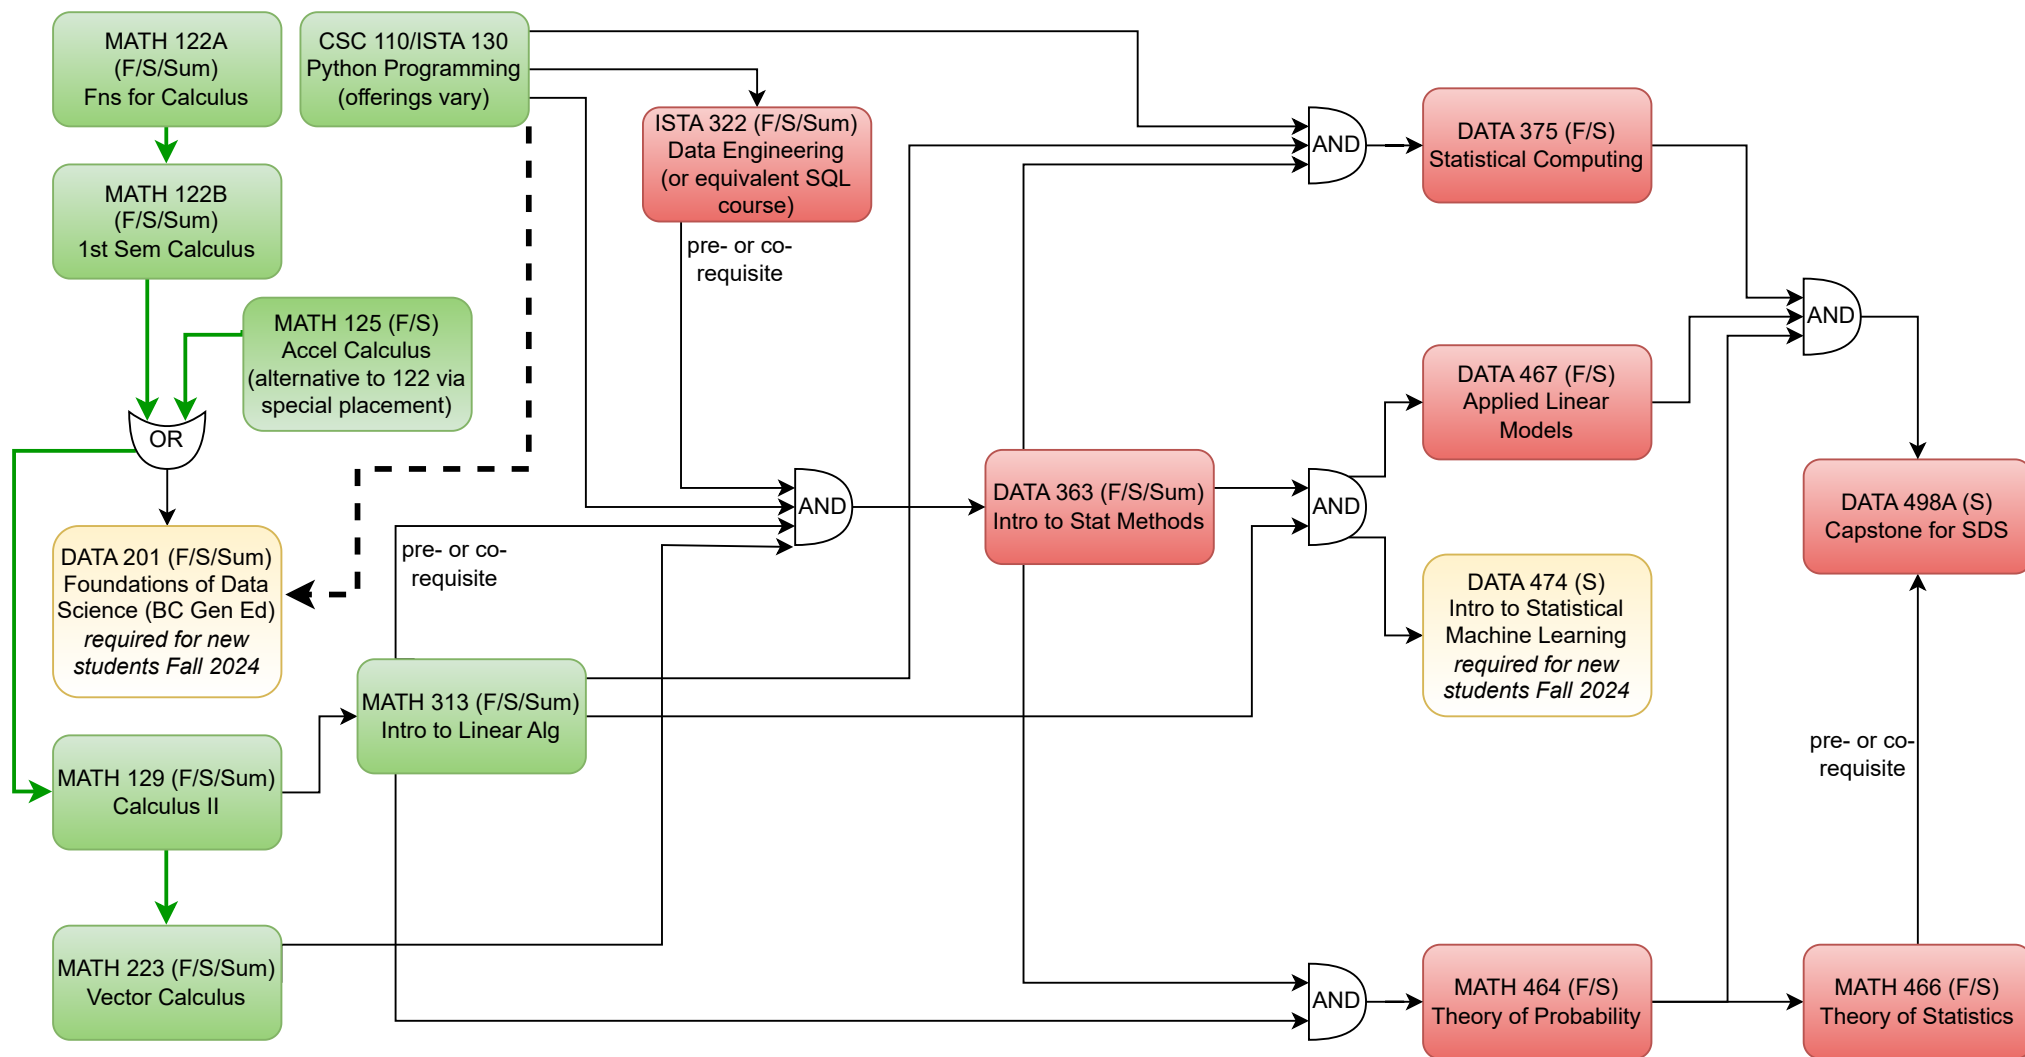 MATH 122A
(F/S/Sum)
Fns for Calculus
CSC 110/ISTA 130
Python Programming
(offerings vary)
ISTA 322 (F/S/Sum)
Data Engineering
(or equivalent SQL
course)
DATA 375 (F/S)
Statistical Computing
AND
MATH 122B
(F/S/Sum)
1st Sem Calculus
pre- or co-
requisite
MATH 125 (F/S)
Accel Calculus
(alternative to 122 via
special placement)
AND
DATA 467 (F/S)
Applied Linear
Models
OR
AND
DATA 363 (F/S/Sum)
Intro to Stat Methods
AND
DATA 498A (S)
Capstone for SDS
DATA 201 (F/S/Sum)
Foundations of Data
Science (BC Gen Ed)
required for new
students Fall 2024
pre- or co-
requisite
DATA 474 (S)
Intro to Statistical
Machine Learning
required for new
students Fall 2024
MATH 313 (F/S/Sum)
Intro to Linear Alg
MATH 129 (F/S/Sum)
Calculus II
pre- or co-
requisite
MATH 223 (F/S/Sum)
Vector Calculus
AND
MATH 464 (F/S)
Theory of Probability
MATH 466 (F/S)
Theory of Statistics